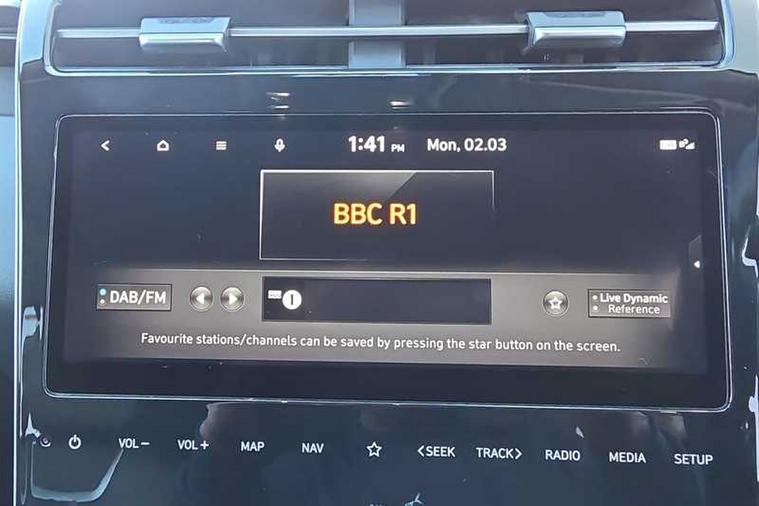 1:41 PM Mon, 02.03
BBC R1
DAB/FM
1
Live Dynamic
Reference
Favourite stations/channels can be saved by pressing the star button on the screen.
VOL− VOL+ MAP NAV <SEEK TRACK> RADIO MEDIA SETUP